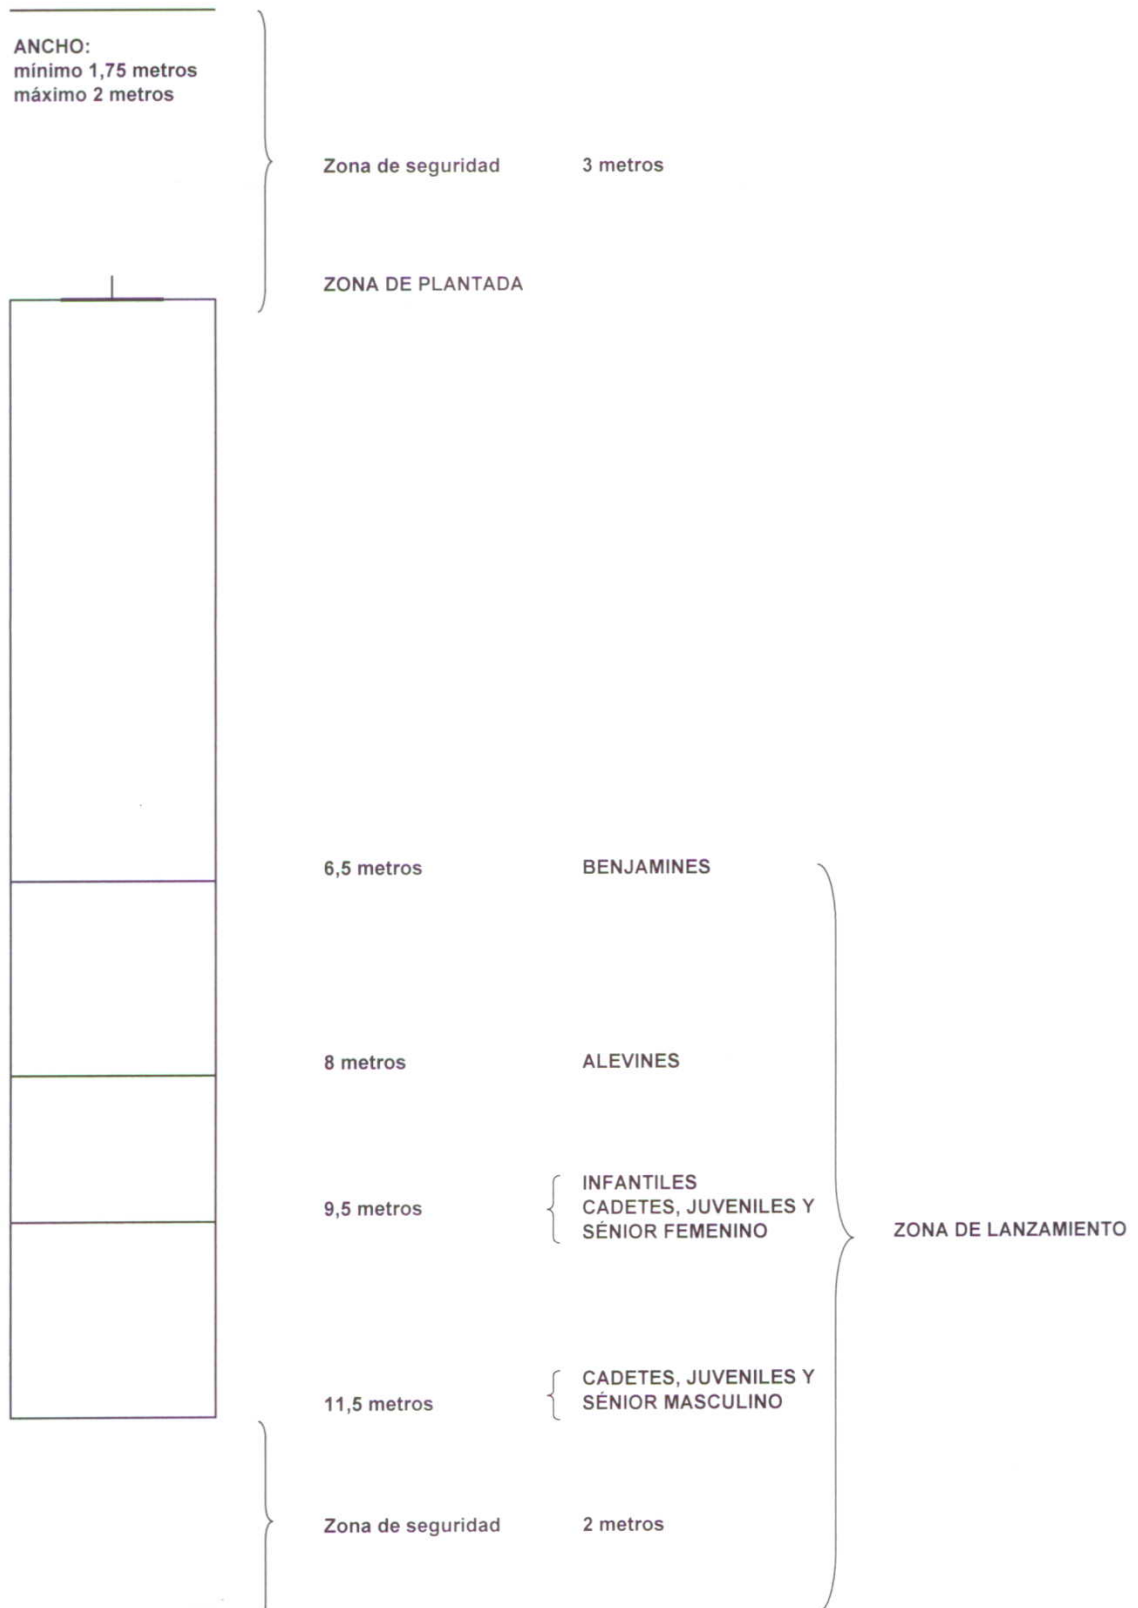 ANCHO:
mínimo 1,75 metros
máximo 2 metros
Zona de seguridad 3 metros
ZONA DE PLANTADA
6,5 metros BENJAMINES
8 metros ALEVINES
9,5 metros
INFANTILES
CADETES, JUVENILES Y
SÉNIOR FEMENINO
ZONA DE LANZAMIENTO
11,5 metros
CADETES, JUVENILES Y
SÉNIOR MASCULINO
Zona de seguridad 2 metros